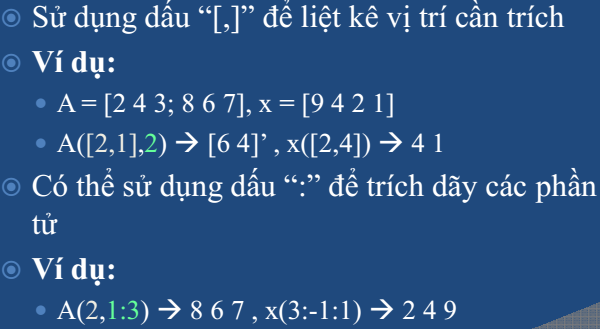 Sử dụng dấu “[,]” để liệt kê vị trí cần trích
Ví dụ:
A = [2 4 3; 8 6 7], x = [9 4 2 1]
A([2,1],2) → [6 4]’ , x([2,4]) → 4 1
Có thể sử dụng dấu “:” để trích dãy các phần
tử
Ví dụ:
A(2,1:3) → 8 6 7 , x(3:-1:1) → 2 4 9